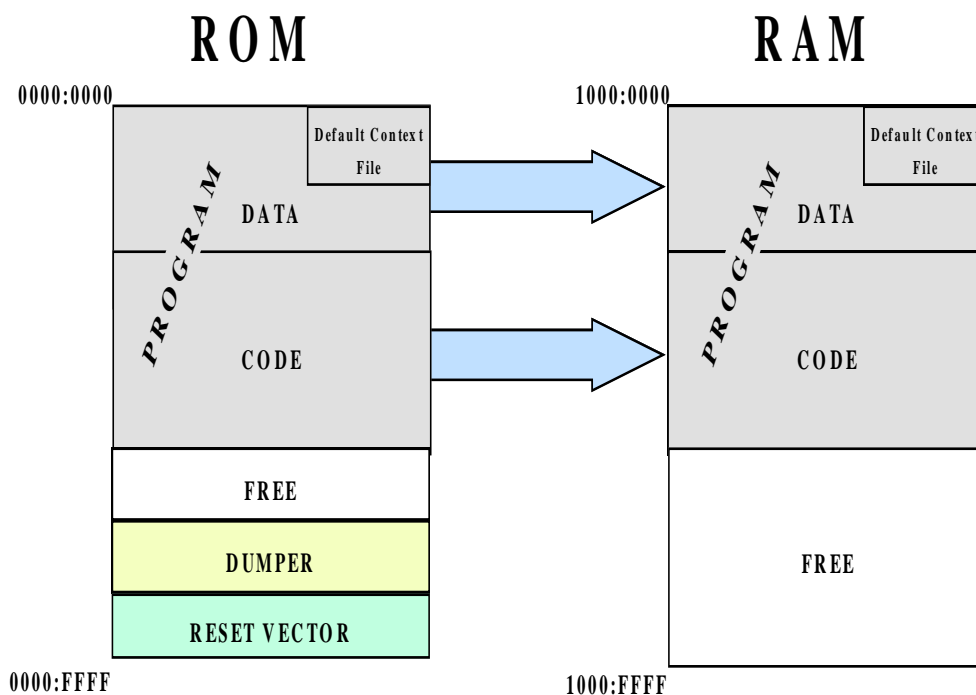 ROM
RAM
0000:0000
1000:0000
Default Context
File
DATA
PROGRAM
CODE
FREE
DUMPER
RESET VECTOR
0000:FFFF
Default Context
File
DATA
PROGRAM
CODE
FREE
1000:FFFF